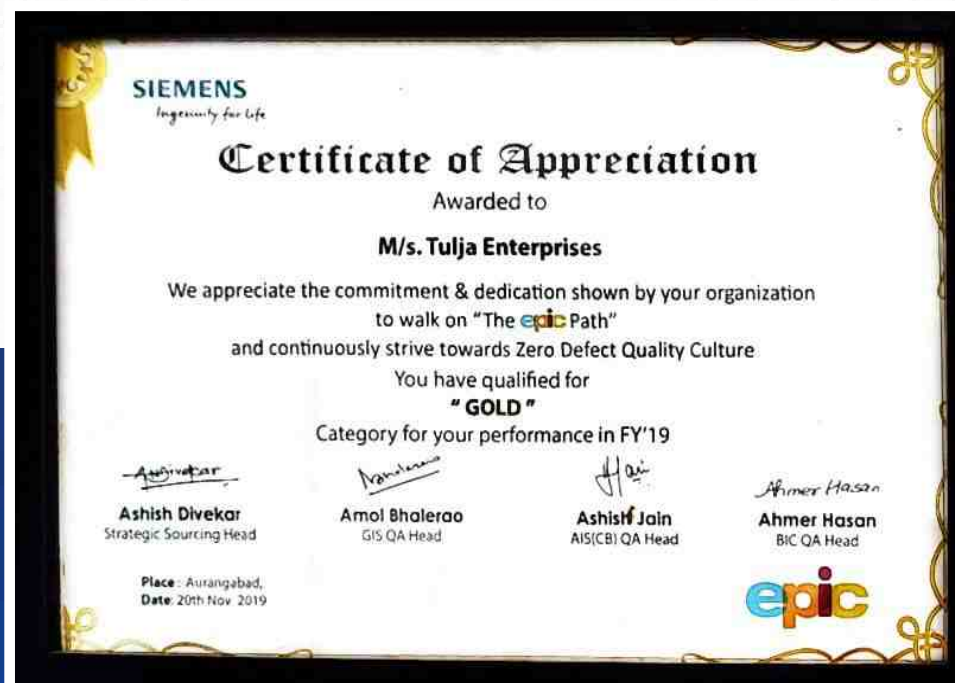 SIEMENS
Ingenuity for life
Certificate of Appreciation
Awarded to
M/s. Tulja Enterprises
We appreciate the commitment & dedication shown by your organization
to walk on "The epic Path"
and continuously strive towards Zero Defect Quality Culture
You have qualified for
" GOLD "
Category for your performance in FY'19
Ashish Divekar
Strategic Sourcing Head
Amol Bhalerao
GIS QA Head
Ashish Jain
AIS(CB) QA Head
Ahmer Hasan
Ahmer Hasan
BIC QA Head
Place : Aurangabad,
Date: 20th Nov 2019
epic